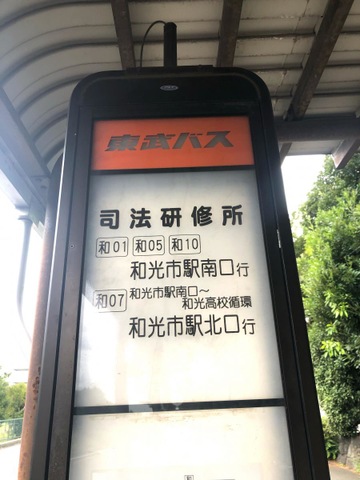 東武バス
司法研修所
和01 和05 和10
和光市駅南口行
和07 和光市駅南口～
和光高校循環
和光市駅北口行